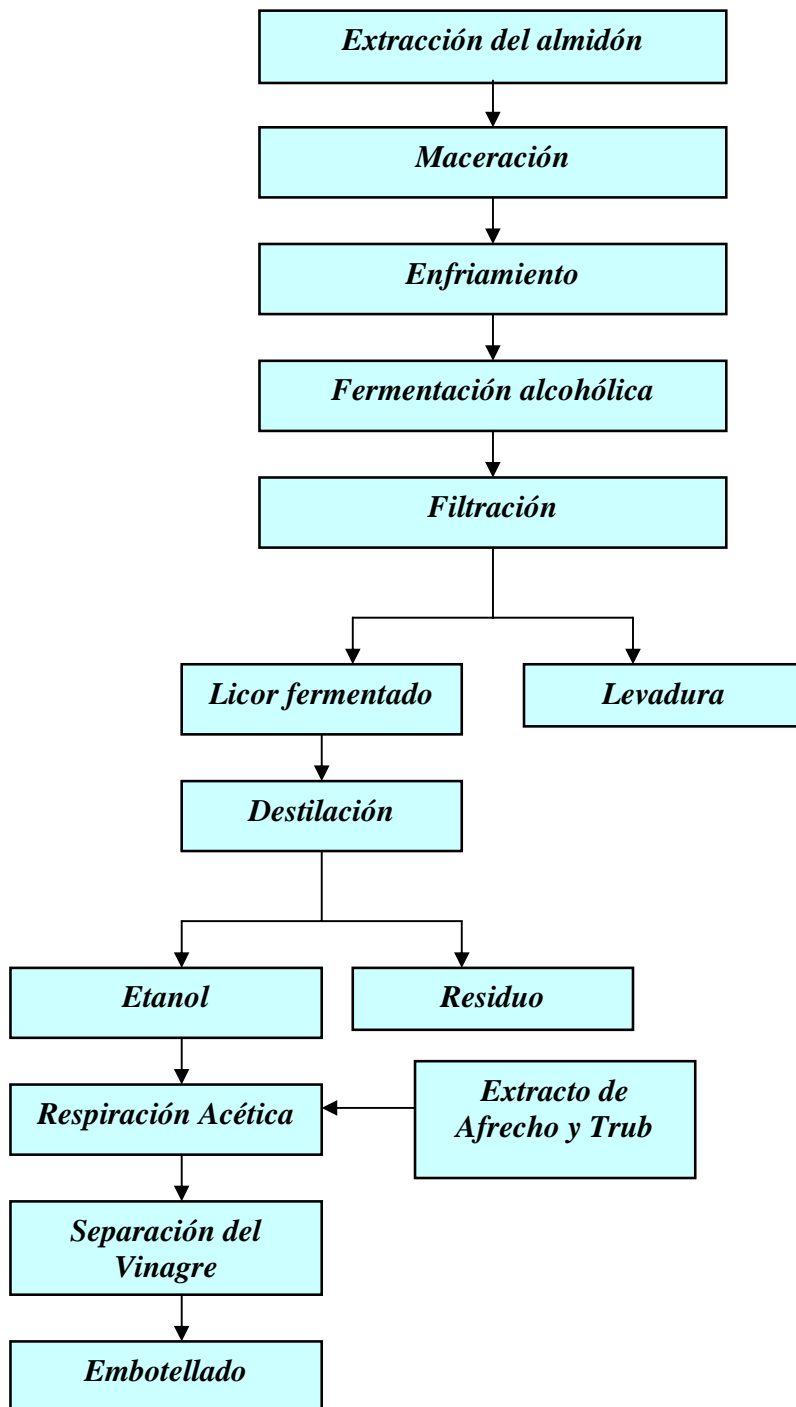 Extracción del almidón
Maceración
Enfriamiento
Fermentación alcohólica
Filtración
Licor fermentado
Levadura
Destilación
Etanol
Residuo
Respiración Acética
Extracto de
Afrecho y Trub
Separación del
Vinagre
Embotellado